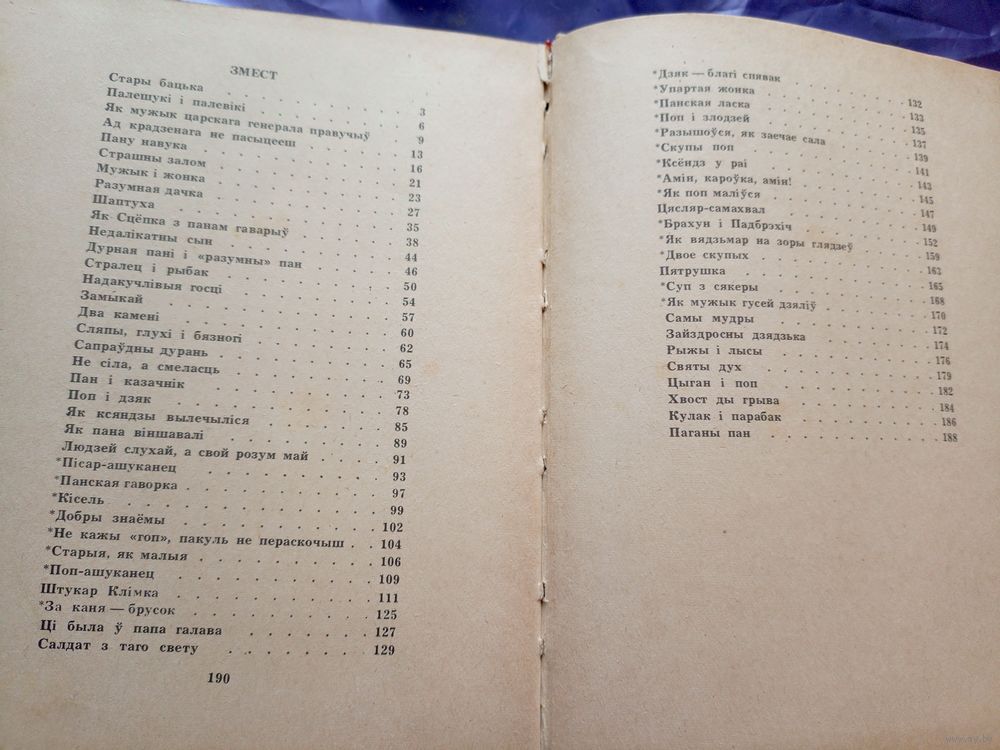 ЗМЕСТ
Стары бацька . . . . . . . . 3
Палешукі і палевікі . . . . . . . . 6
Як мужык царскага генерала правучыў . . 9
Ад крадзенага не пасыцееш . . . . . . 13
Пану навука . . . . . . . . 16
Страшны залом . . . . . . . . 21
Мужык і жонка . . . . . . . . 23
Разумная дачка . . . . . . . . 27
Шаптуха . . . . . . . . 35
Як Сцёпка з панам гаварыў . . . . . . 38
Недалікатны сын . . . . . . . . 44
Дурная пані і «разумны» пан . . . . . 46
Стралец і рыбак . . . . . . . . 50
Надакучлівыя госці . . . . . . . . 54
Замыкай . . . . . . . . 57
Два камені . . . . . . . . 60
Сляпы, глухі і бязногі . . . . . . . 62
Сапраўдны дурань . . . . . . . . 65
Не сіла, а смеласць . . . . . . . . 69
Пан і казачнік . . . . . . . . 73
Поп і дзяк . . . . . . . . 78
Як ксяндзы вылечыліся . . . . . . . 85
Як пана віншавалі . . . . . . . . 89
Людзей слухай, а свой розум май . . . . 91
*Пісар-ашуканец . . . . . . . . 93
*Панская гаворка . . . . . . . . 97
*Кісель . . . . . . . . 99
*Добры знаёмы . . . . . . . . 102
*Не кажы «гоп», пакуль не пераскочыш . . 104
*Старыя, як малыя . . . . . . . . 106
*Поп-ашуканец . . . . . . . . 109
Штукар Клімка . . . . . . . . 111
*За каня — брусок . . . . . . . . 125
Ці была ў папа галава . . . . . . . 127
Салдат з таго свету . . . . . . . 129
190
*Дзяк — благі спявак . . . . . . . 132
*Упартая жонка . . . . . . . . 133
*Панская ласка . . . . . . . . 135
*Поп і злодзей . . . . . . . . 137
*Разышоўся, як заечае сала . . . . . 139
*Скупы поп . . . . . . . . 141
*Ксёндз у раі . . . . . . . . 143
*Амін, кароўка, амін! . . . . . . . 145
*Як поп маліўся . . . . . . . . 147
Цясляр-самахвал . . . . . . . . 149
*Брахун і Падбрэхіч . . . . . . . 152
*Як вядзьмар на зоры глядзеў . . . . 159
*Двое скупых . . . . . . . . 163
Пятрушка . . . . . . . . 165
*Суп з сякеры . . . . . . . . 168
*Як мужык гусей дзяліў . . . . . . 170
Самы мудры . . . . . . . . 172
Зайздросны дзядзька . . . . . . . 174
Рыжы і лысы . . . . . . . . 176
Святы дух . . . . . . . . 179
Цыган і поп . . . . . . . . 182
Хвост ды грыва . . . . . . . . 184
Кулак і парабак . . . . . . . . 186
Паганы пан . . . . . . . . 188